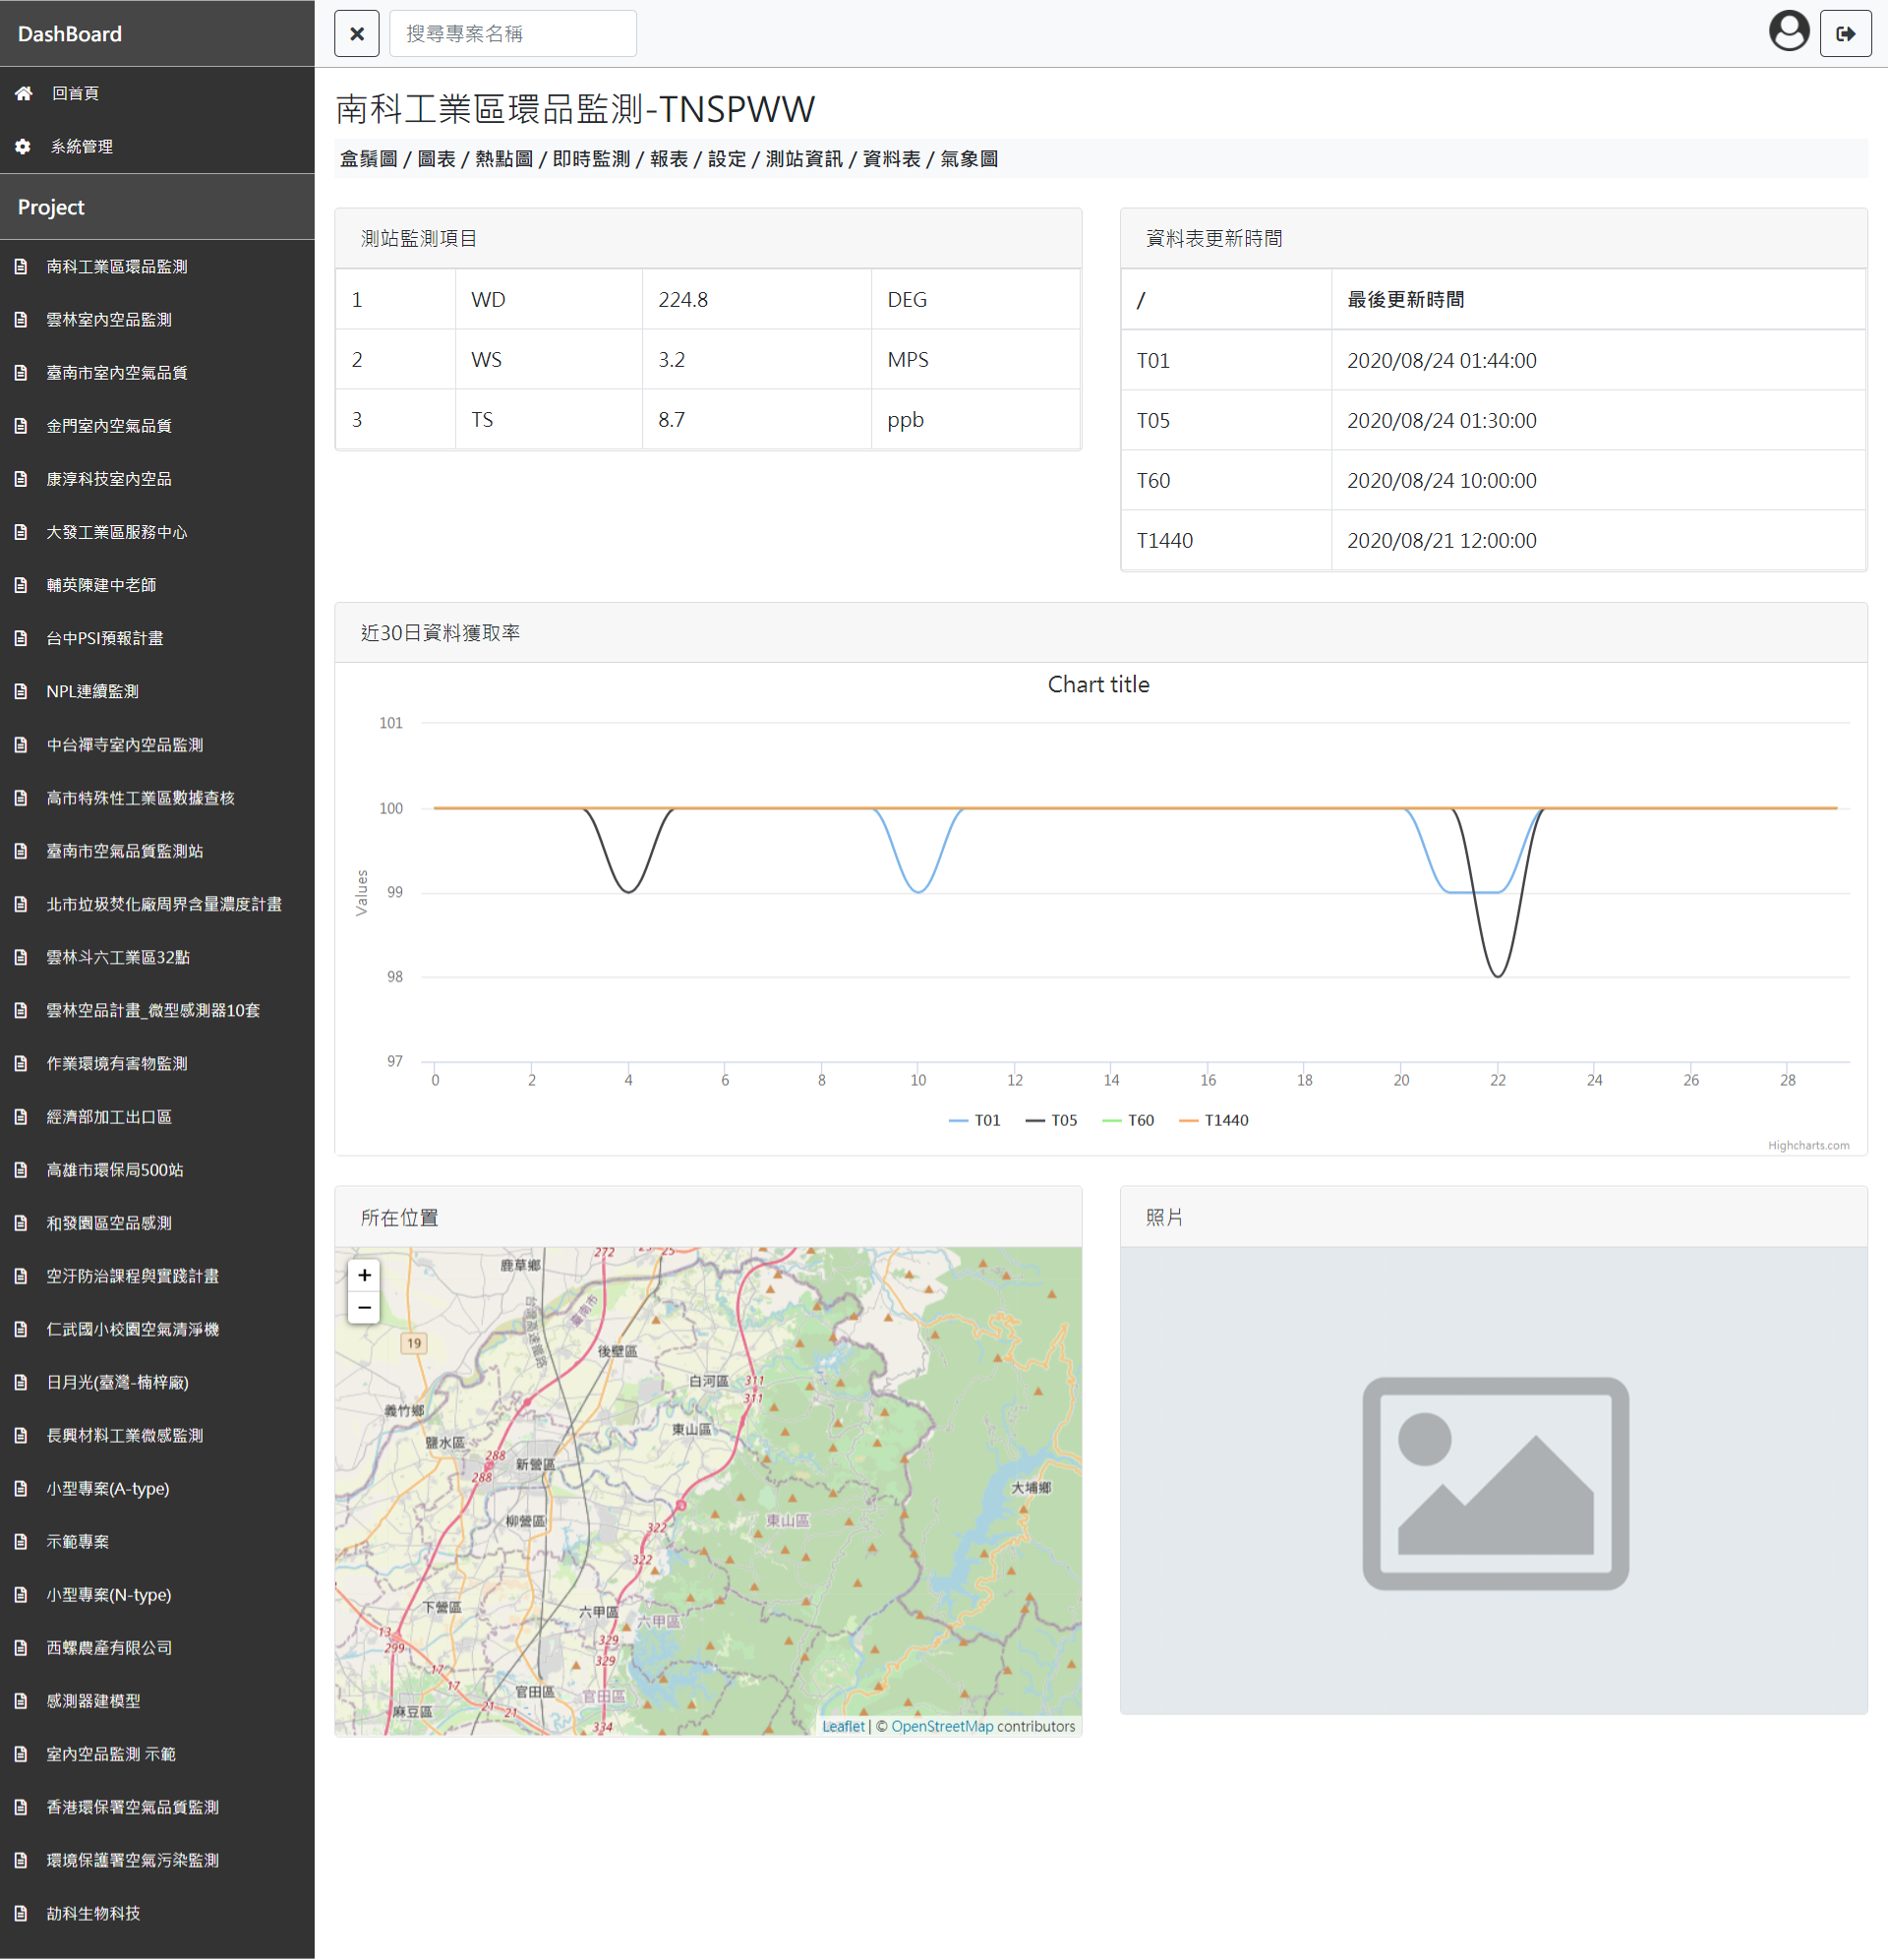 DashBoard
回首頁
系統管理
Project
南科工業區環品監測
雲林室內空品監測
臺南市室內空氣品質
金門室內空氣品質
康淳科技室內空品
大發工業區服務中心
輔英陳建中老師
台中PSI預報計畫
NPL連續監測
中台禪寺室內空品監測
高市特殊性工業區數據查核
臺南市空氣品質監測站
北市垃圾焚化廠周界含量濃度計畫
雲林斗六工業區32點
雲林空品計畫_微型感測器10套
作業環境有害物監測
經濟部加工出口區
高雄市環保局500站
和發園區空品感測
空汙防治課程與實踐計畫
仁武國小校園空氣清淨機
日月光(臺灣-楠梓廠)
長興材料工業微感監測
小型專案(A-type)
示範專案
小型專案(N-type)
西螺農產有限公司
感測器建模型
室內空品監測 示範
香港環保署空氣品質監測
環境保護署空氣污染監測
劼科生物科技
搜尋專案名稱
南科工業區環品監測-TNSPWW
盒鬚圖 / 圖表 / 熱點圖 / 即時監測 / 報表 / 設定 / 測站資訊 / 資料表 / 氣象圖
測站監測項目
1 WD 224.8 DEG
2 WS 3.2 MPS
3 TS 8.7 ppb
資料表更新時間
/ 最後更新時間
T01 2020/08/24 01:44:00
T05 2020/08/24 01:30:00
T60 2020/08/24 10:00:00
T1440 2020/08/21 12:00:00
近30日資料獲取率
Chart title
Values
101
100
99
98
97
0 2 4 6 8 10 12 14 16 18 20 22 24 26 28
T01 T05 T60 T1440
Highcharts.com
所在位置
+
−
272
25
鹿草鄉
台灣高速鐵路
臺南市
19
後壁區
白河區
311
311
義竹鄉
東山區
鹽水區
288
288
新營區
大埔鄉
柳營區
東山區
322
322
下營區
六甲區
六甲區
13
299
329
329
17
17
官田區
官田區
21
21
麻豆區
334
Leaflet | © OpenStreetMap contributors
照片